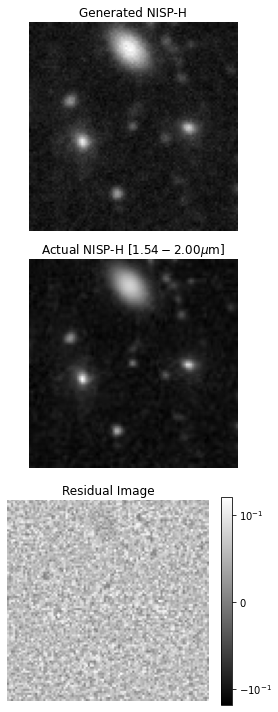 Generated NISP-H
Actual NISP-H [1.54 − 2.00μm]
Residual Image
10⁻¹
0
−10⁻¹